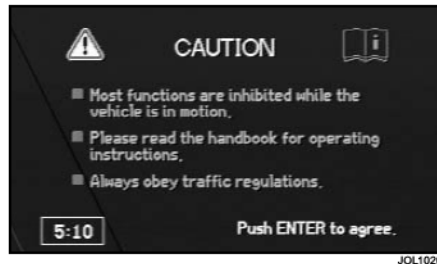 CAUTION
Most functions are inhibited while the
vehicle is in motion.
Please read the handbook for operating
instructions.
Always obey traffic regulations.
5:10
Push ENTER to agree.